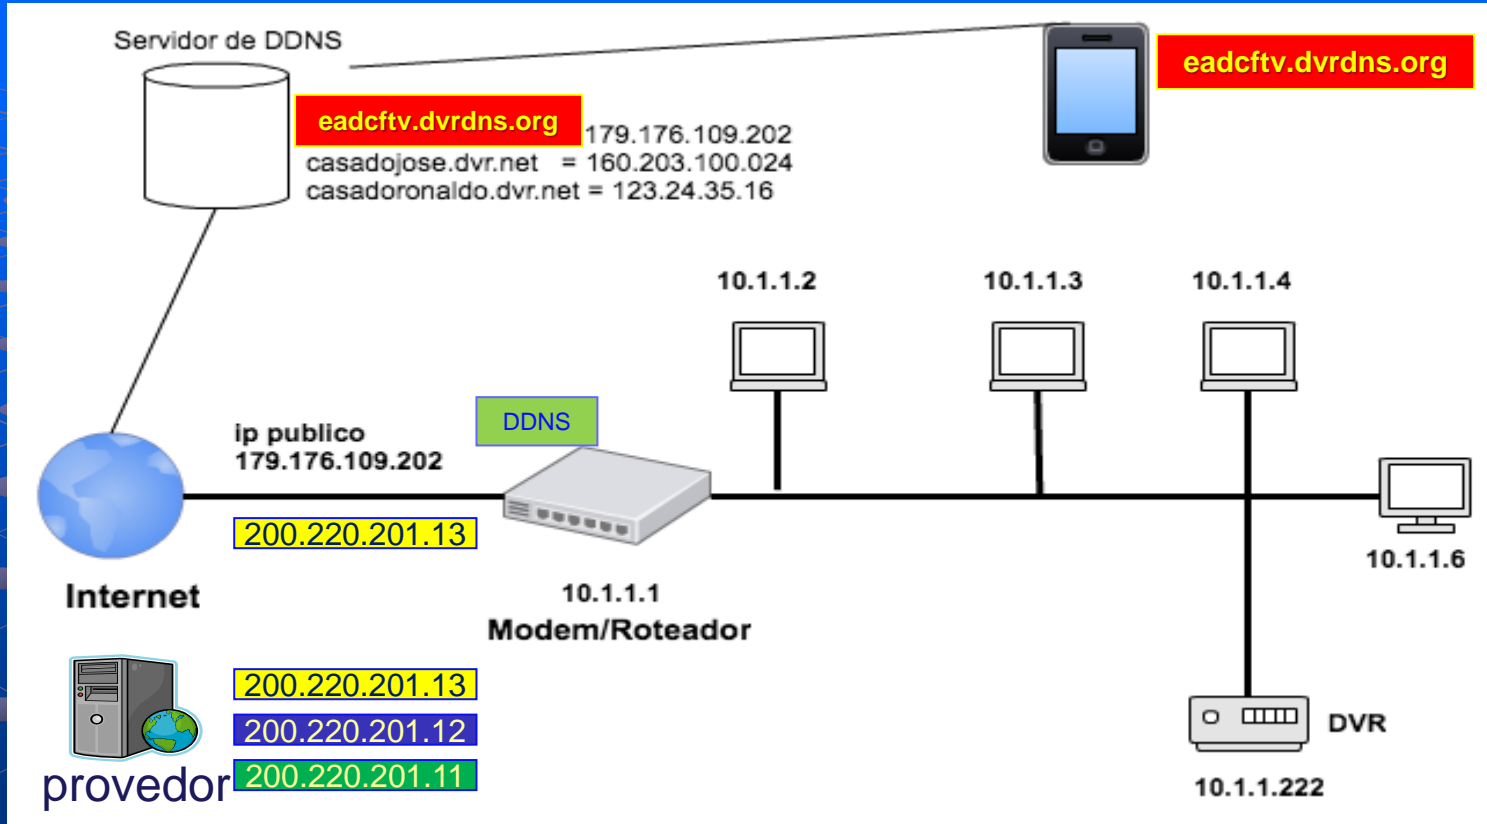 Servidor de DDNS
eadcftv.dvrdns.org
eadcftv.dvrdns.org 179.176.109.202
casadojose.dvr.net = 160.203.100.024
casadoronaldo.dvr.net = 123.24.35.16
10.1.1.2
10.1.1.3
10.1.1.4
DDNS
ip publico
179.176.109.202
200.220.201.13
10.1.1.6
Internet
10.1.1.1
Modem/Roteador
200.220.201.13
200.220.201.12
200.220.201.11
provedor
DVR
10.1.1.222